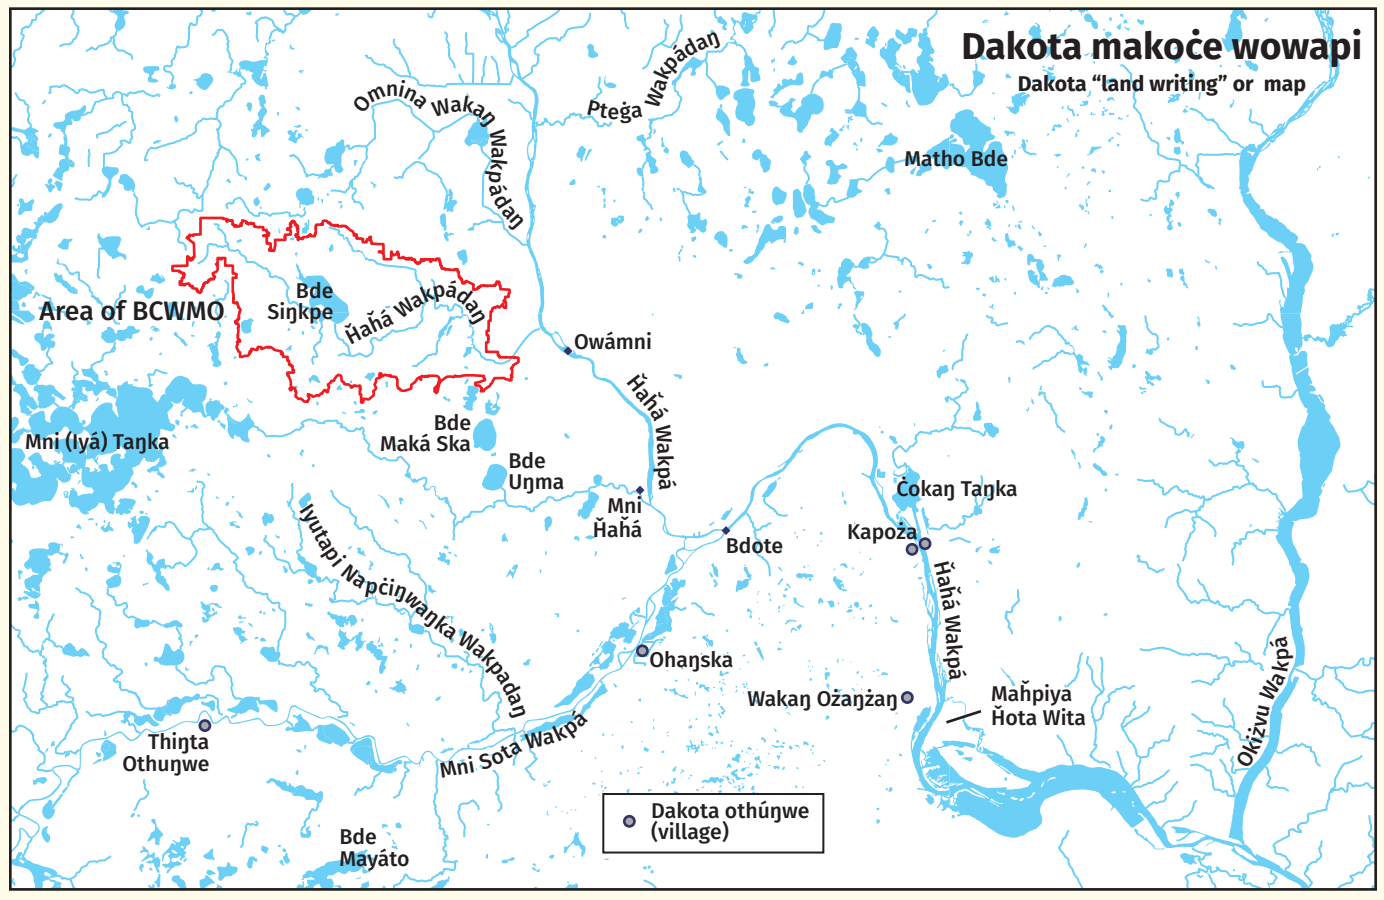 Dakota makoċe wowapi
Dakota “land writing” or map
Omnina Wakaŋ Wakpádaŋ
Pteġa Wakpádaŋ
Matho Bde
Bde
Siŋkpe
Ȟaȟá Wakpádaŋ
Area of BCWMO
Owámni
Ȟaȟá Wakpá
Mni (Iyá) Taŋka
Bde
Maká Ska
Bde
Uŋma
Mni
Ȟaȟá
Bdote
Ċokaŋ Taŋka
Kapoża
Ȟaȟá Wakpá
Iyutapi Napċiŋwaŋka Wakpadaŋ
Ohaŋska
Wakaŋ Ożaŋżaŋ
Maȟpiya
Ȟota Wita
Okiżvu Wakpá
Thiŋta
Othuŋwe
Mni Sota Wakpá
Bde
Mayáto
Dakota othúŋwe
(village)